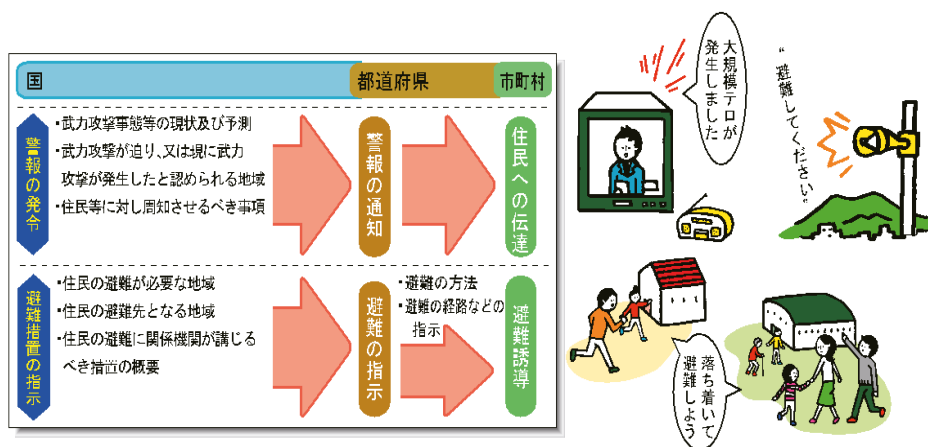 国
都道府県
市町村
警報の発令
・武力攻撃事態等の現状及び予測
・武力攻撃が迫り、又は現に武力
攻撃が発生したと認められる地域
・住民等に対し周知させるべき事項
警報の通知
住民への伝達
避難措置の指示
・住民の避難が必要な地域
・住民の避難先となる地域
・住民の避難に関係機関が講じる
べき措置の概要
避難の指示
・避難の方法
・避難の経路などの
指示
避難誘導
大規模テロが
発生しました
“避難してください”
落ち着いて
避難しよう